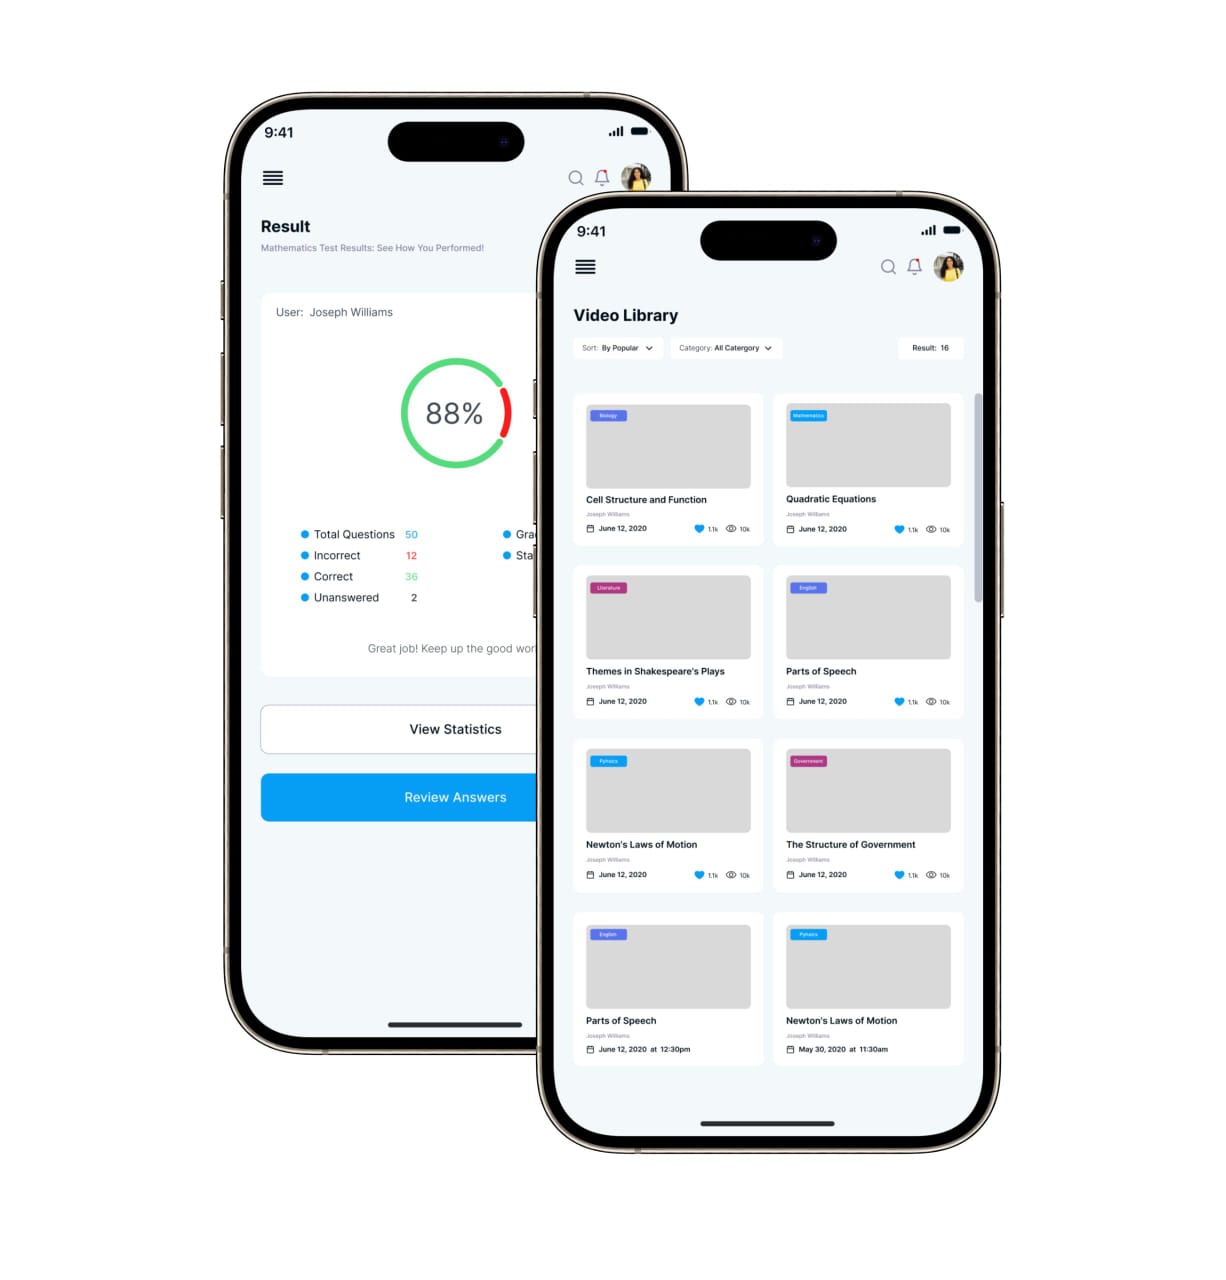 9:41
Result
Mathematics Test Results: See How You Performed!
User: Joseph Williams
88%
Total Questions 50
Incorrect 12
Correct 36
Unanswered 2
Gra
Sta
Great job! Keep up the good wor
View Statistics
Review Answers
9:41
Video Library
Sort: By Popular
Category: All Catergory
Result: 16
Biology
Mathematics
Cell Structure and Function
Quadratic Equations
Joseph Williams
Joseph Williams
June 12, 2020 1.1k 10k
June 12, 2020 1.1k 10k
Literature
English
Themes in Shakespeare's Plays
Parts of Speech
Joseph Williams
Joseph Williams
June 12, 2020 1.1k 10k
June 12, 2020 1.1k 10k
Pyhsics
Government
Newton's Laws of Motion
The Structure of Government
Joseph Williams
Joseph Williams
June 12, 2020 1.1k 10k
June 12, 2020 1.1k 10k
English
Pyhsics
Parts of Speech
Newton's Laws of Motion
Joseph Williams
Joseph Williams
June 12, 2020 at 12:30pm
May 30, 2020 at 11:30am